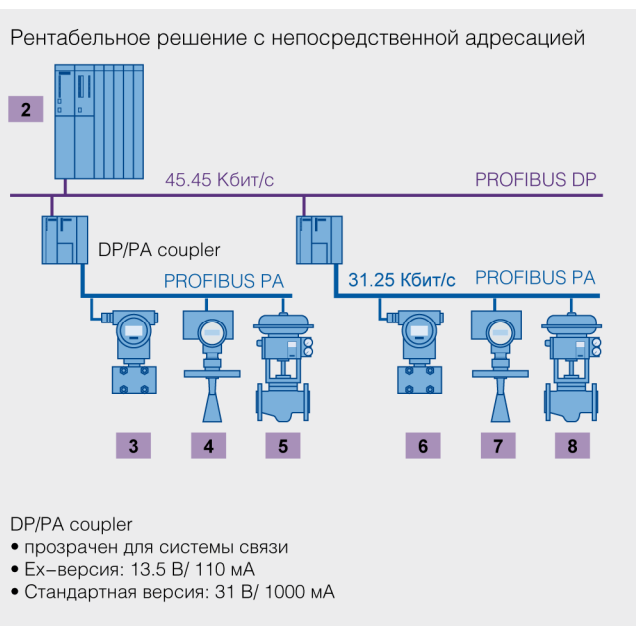 Рентабельное решение с непосредственной адресацией
2
45.45 Кбит/с PROFIBUS DP
DP/PA coupler
PROFIBUS PA 31.25 Кбит/с PROFIBUS PA
3 4 5 6 7 8
DP/PA coupler
• прозрачен для системы связи
• Ex–версия: 13.5 В/ 110 мА
• Стандартная версия: 31 В/ 1000 мА